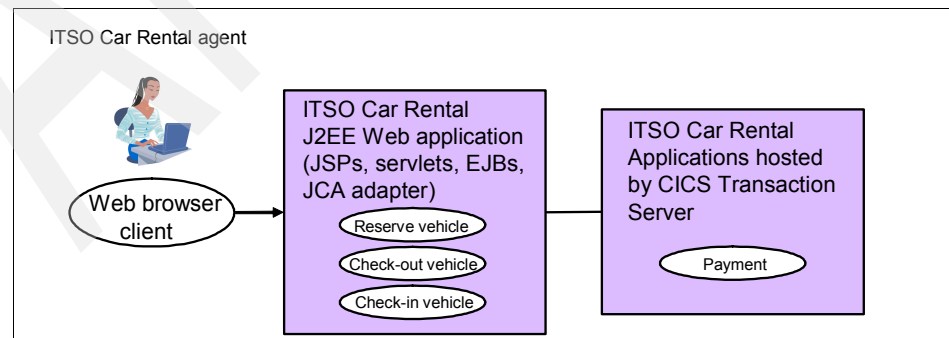 ITSO Car Rental agent
Web browser
client
ITSO Car Rental
J2EE Web application
(JSPs, servlets, EJBs,
JCA adapter)
Reserve vehicle
Check-out vehicle
Check-in vehicle
ITSO Car Rental
Applications hosted
by CICS Transaction
Server
Payment